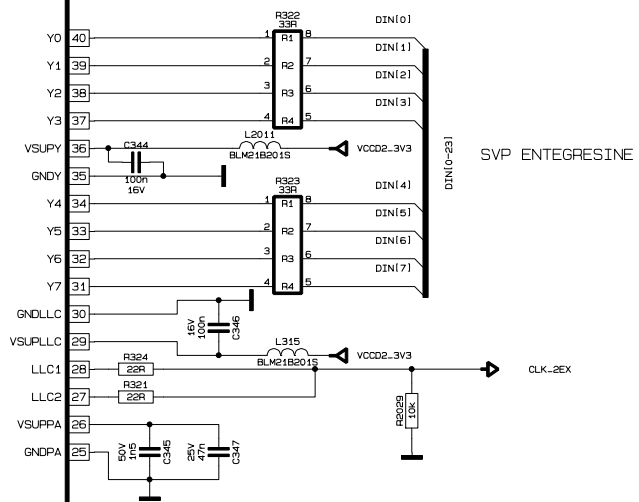 R322
33R
Y0 40 1 R1 8 DIN[0]
Y1 39 2 R2 7 DIN[1]
Y2 38 3 R3 6 DIN[2]
Y3 37 4 R4 5 DIN[3]
VSUPY 36 C344 L2011 VCCD2_3V3
BLM21B201S
DIN[0-23]
SVP ENTEGRESINE
GNDY 35 100n
16V
R323
33R
Y4 34 1 R1 8 DIN[4]
Y5 33 2 R2 7 DIN[5]
Y6 32 3 R3 6 DIN[6]
Y7 31 4 R4 5 DIN[7]
GNDLLC 30
16V
100n
C346
VSUPLLC 29 L315 VCCD2_3V3
BLM21B201S
R324
LLC1 28 22R CLK_2EX
R321
LLC2 27 22R
R2029
10k
VSUPPA 26
GNDPA 25
50V
1n5
C345
25V
47n
C347